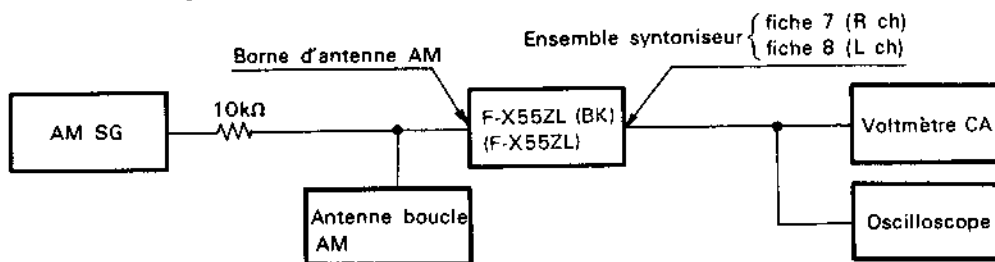 Ensemble syntoniseur { fiche 7 (R ch)
fiche 8 (L ch)
Borne d'antenne AM
AM SG
10kΩ
F-X55ZL (BK)
(F-X55ZL)
Voltmètre CA
Antenne boucle
AM
Oscilloscope